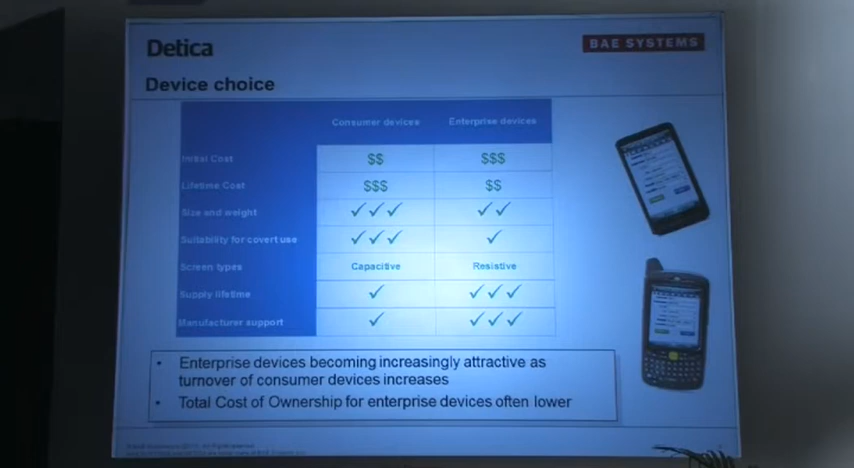 Detica
BAE SYSTEMS
Device choice
Consumer devices Enterprise devices
Initial Cost $$ $$$
Lifetime Cost $$$ $$
Size and weight ✓✓✓ ✓✓
Suitability for covert use ✓✓✓ ✓
Screen types Capacitive Resistive
Supply lifetime ✓ ✓✓✓
Manufacturer support ✓ ✓✓✓
• Enterprise devices becoming increasingly attractive as
turnover of consumer devices increases
• Total Cost of Ownership for enterprise devices often lower